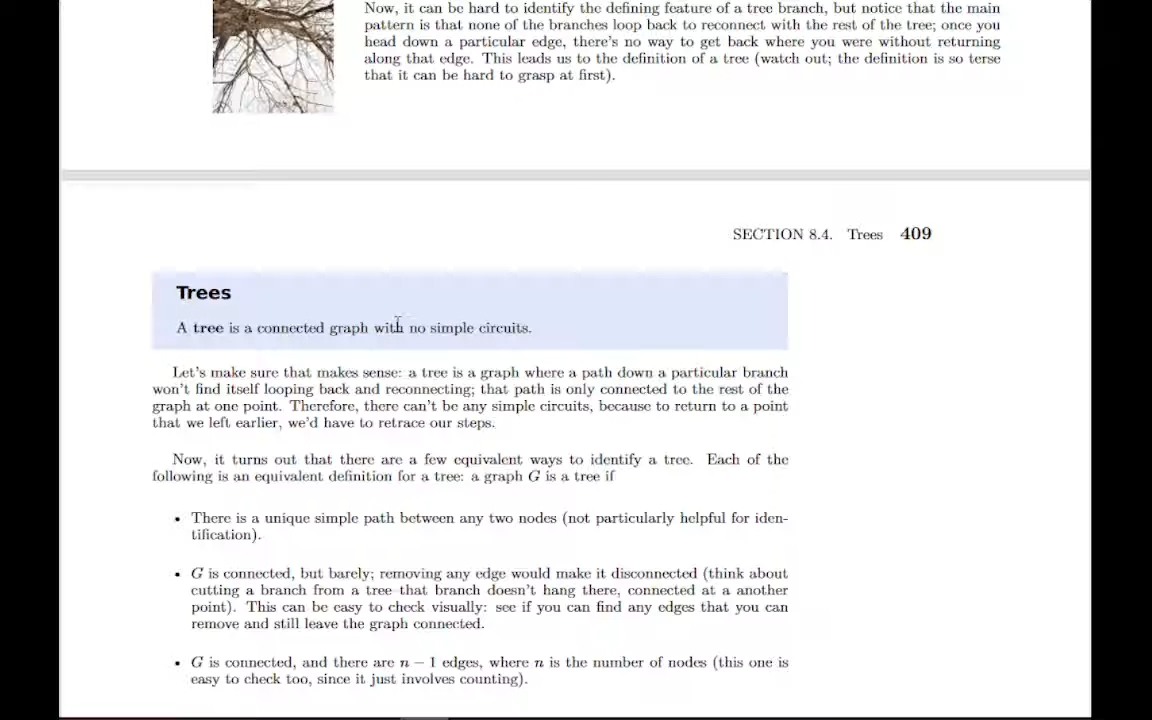 Now, it can be hard to identify the defining feature of a tree branch, but notice that the main
pattern is that none of the branches loop back to reconnect with the rest of the tree; once you
head down a particular edge, there's no way to get back where you were without returning
along that edge. This leads us to the definition of a tree (watch out; the definition is so terse
that it can be hard to grasp at first).
SECTION 8.4. Trees 409
Trees
A tree is a connected graph with no simple circuits.
Let's make sure that makes sense: a tree is a graph where a path down a particular branch
won't find itself looping back and reconnecting; that path is only connected to the rest of the
graph at one point. Therefore, there can't be any simple circuits, because to return to a point
that we left earlier, we'd have to retrace our steps.
Now, it turns out that there are a few equivalent ways to identify a tree. Each of the
following is an equivalent definition for a tree: a graph G is a tree if
• There is a unique simple path between any two nodes (not particularly helpful for iden-
tification).
• G is connected, but barely; removing any edge would make it disconnected (think about
cutting a branch from a tree–that branch doesn't hang there, connected at a another
point). This can be easy to check visually: see if you can find any edges that you can
remove and still leave the graph connected.
• G is connected, and there are n − 1 edges, where n is the number of nodes (this one is
easy to check too, since it just involves counting).